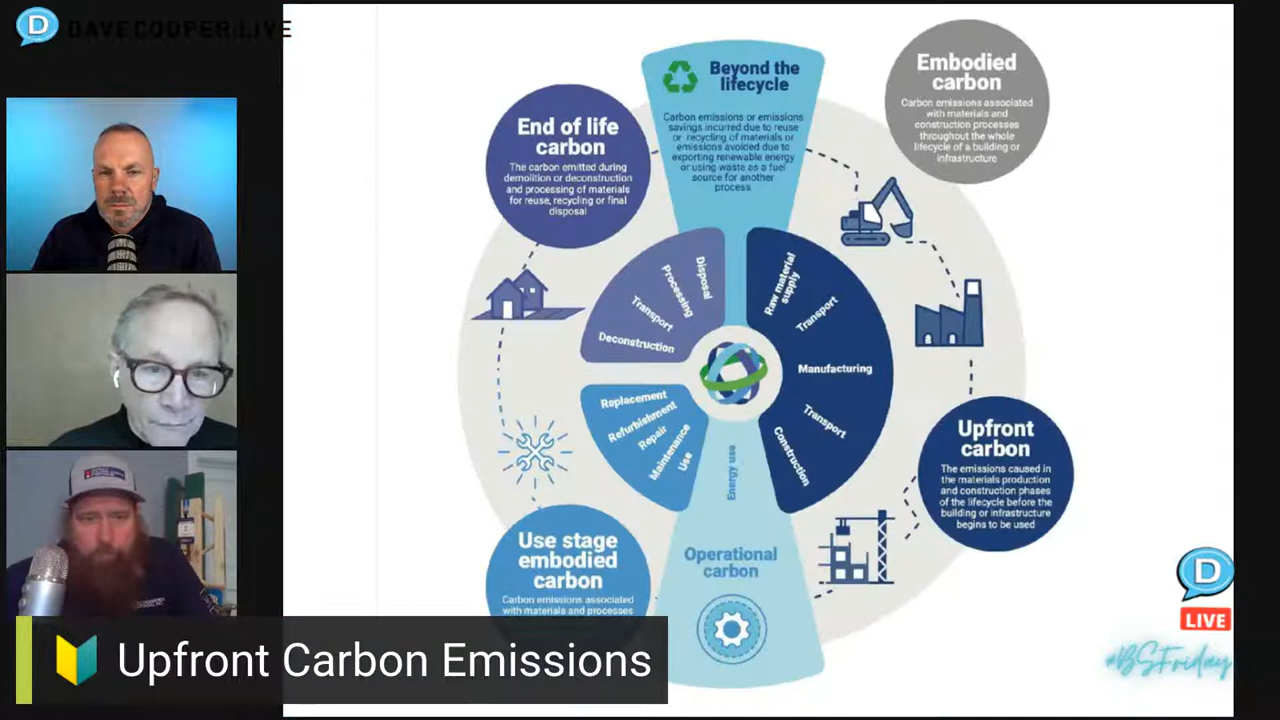 DAVECOOPER.LIVE
Beyond the
lifecycle
Carbon emissions or emissions
savings incurred due to reuse
or recycling of materials or
emissions avoided due to
exporting renewable energy
or using waste as a fuel
source for another
process
Embodied
carbon
Carbon emissions associated
with materials and
construction processes
throughout the whole
lifecycle of a building or
infrastructure
End of life
carbon
The carbon emitted during
demolition or deconstruction
and processing of materials
for reuse, recycling or final
disposal
Disposal
Processing
Transport
Deconstruction
Raw material
supply
Transport
Manufacturing
Transport
Construction
Replacement
Refurbishment
Repair
Maintenance
Use
Energy use
Upfront
carbon
The emissions caused in
the materials production
and construction phases
of the lifecycle before the
building or infrastructure
begins to be used
Use stage
embodied
carbon
Carbon emissions associated
with materials and processes
Operational
carbon
D
D
LIVE
#BSFriday
Upfront Carbon Emissions